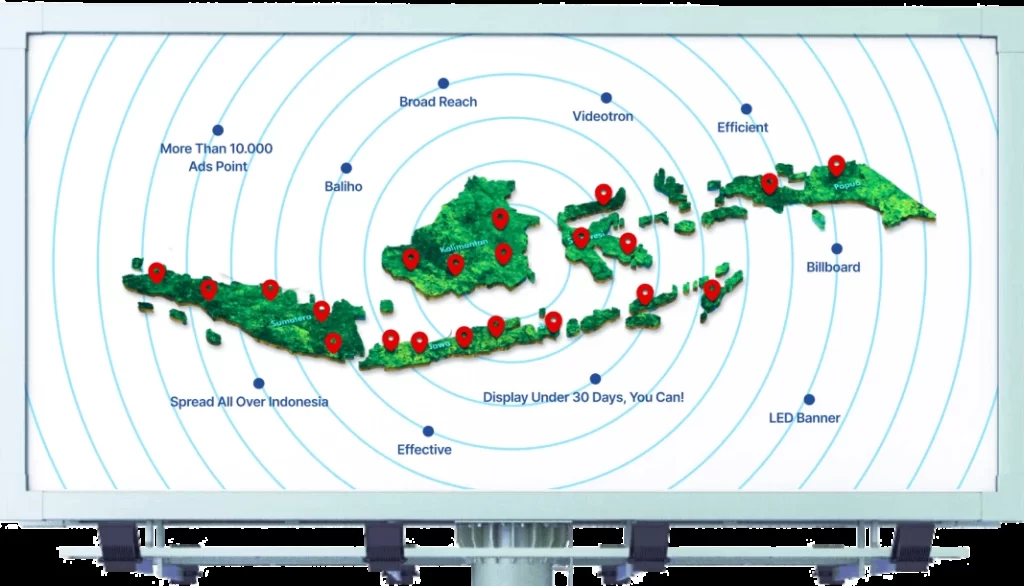 Broad Reach
Videotron
Efficient
More Than 10.000
Ads Point
Baliho
Papua
Kalimantan
Billboard
Sumatera
Jawa
Display Under 30 Days, You Can!
Spread All Over Indonesia
LED Banner
Effective